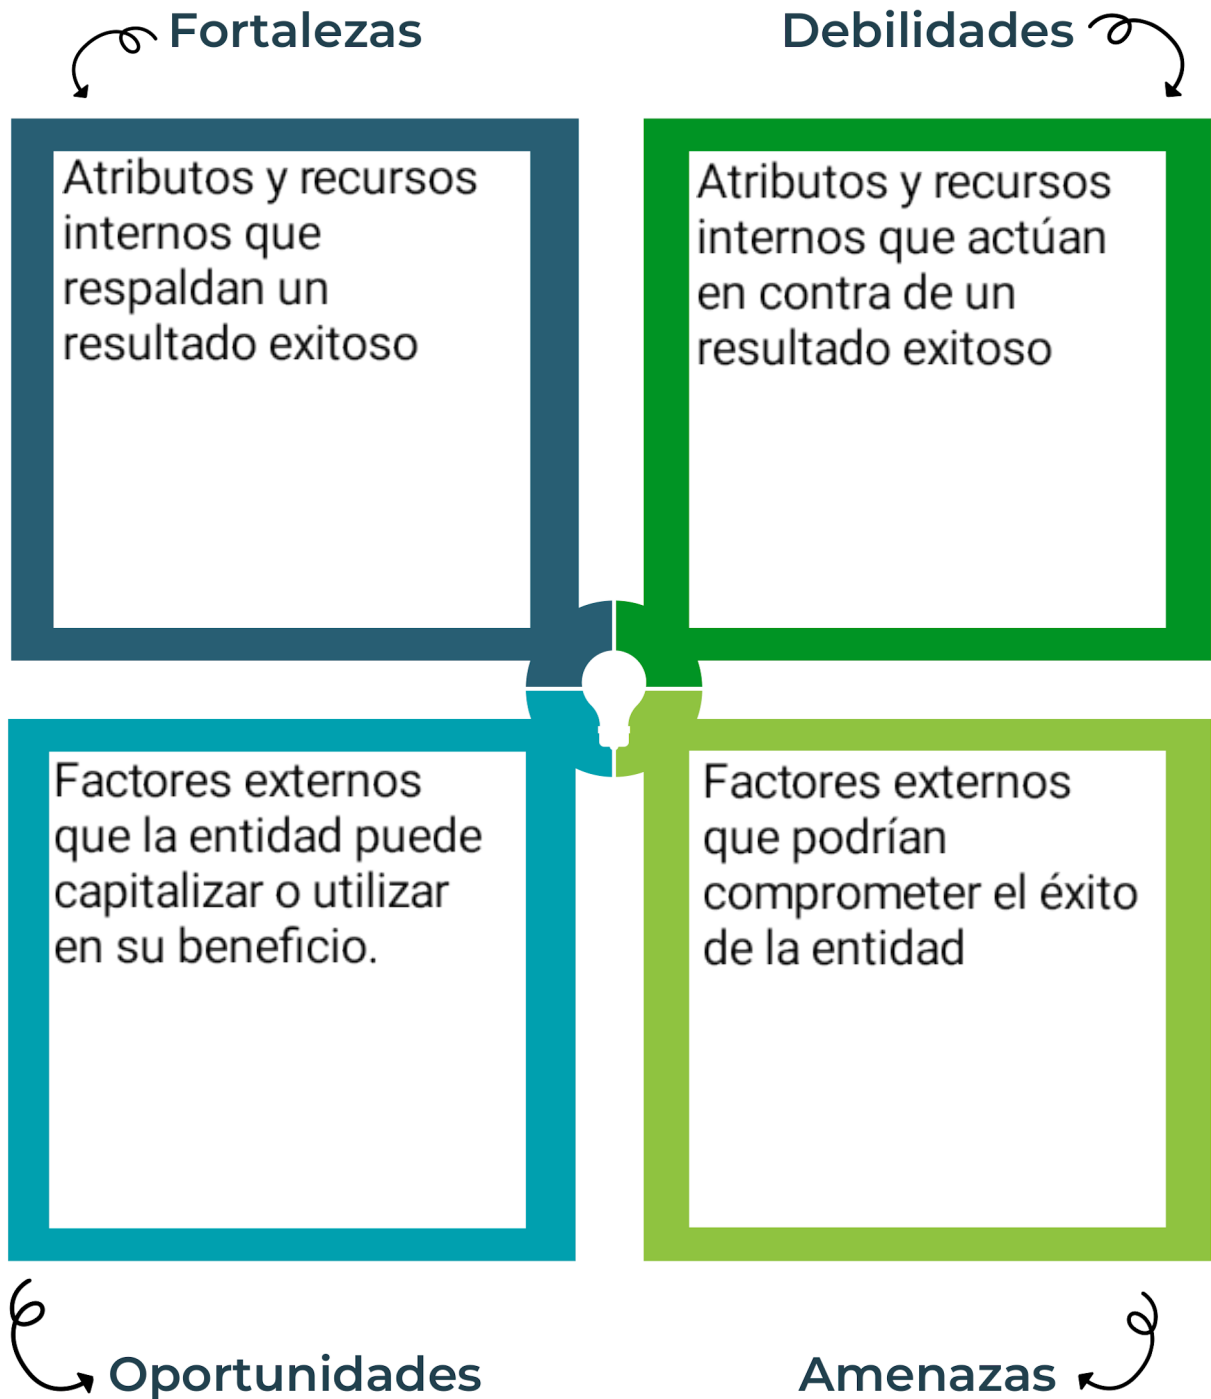 Fortalezas
Debilidades
Atributos y recursos
internos que
respaldan un
resultado exitoso
Atributos y recursos
internos que actúan
en contra de un
resultado exitoso
Factores externos
que la entidad puede
capitalizar o utilizar
en su beneficio.
Factores externos
que podrían
comprometer el éxito
de la entidad
Oportunidades
Amenazas